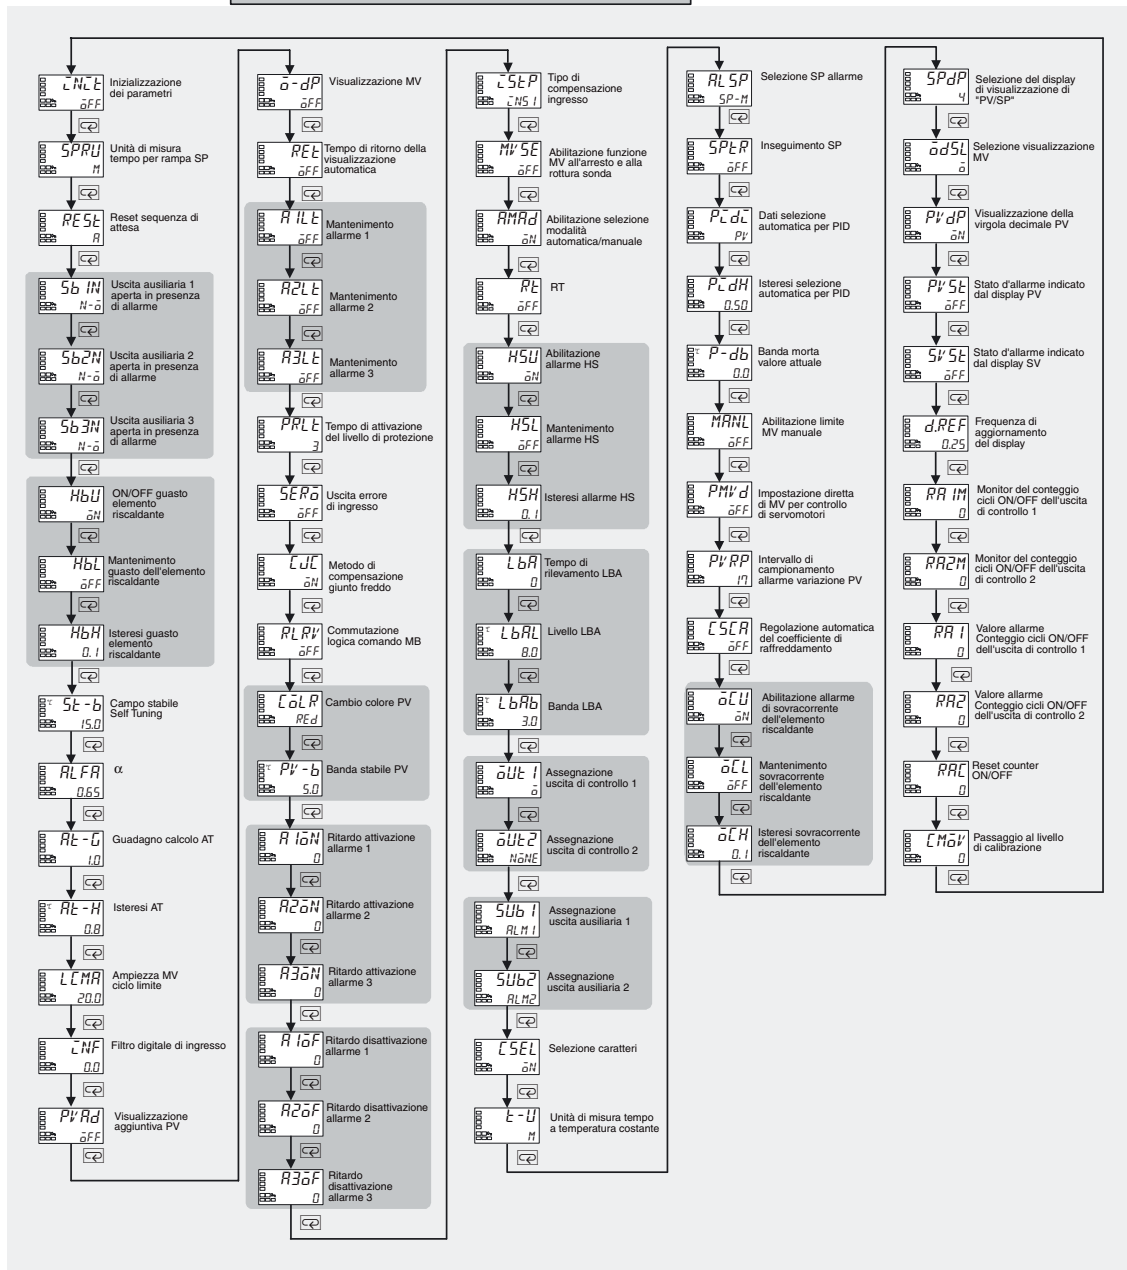 INIT
OFF
Inizializzazione
dei parametri
SPRU
M
Unità di misura
tempo per rampa SP
REST
A
Reset sequenza di
attesa
Sb1N
N-O
Uscita ausiliaria 1
aperta in presenza
di allarme
Sb2N
N-O
Uscita ausiliare 2
aperta in presenza
di allarme
Sb3N
N-O
Uscita ausiliaria 3
aperta in presenza
di allarme
HbU
ON
ON/OFF guasto
elemento
riscaldante
HbL
OFF
Mantenimento
guasto dell'elemento
riscaldante
HbH
0.1
Isteresi guasto
elemento
riscaldante
St-b
15.0
Campo stabile
Self Tuning
ALFA
0.65
α
At-G
1.0
Guadagno calcolo AT
At-H
0.8
Isteresi AT
LCMA
20.0
Ampiezza MV
ciclo limite
INF
0.0
Filtro digitale di ingresso
PVAd
OFF
Visualizzazione
aggiuntiva PV
O-dP
OFF
Visualizzazione MV
RET
OFF
Tempo di ritorno della
visualizzazione
automatica
A1Lt
OFF
Mantenimento
allarme 1
A2Lt
OFF
Mantenimento
allarme 2
A3Lt
OFF
Mantenimento
allarme 3
PRLt
3
Tempo di attivazione
del livello di protezione
SERO
OFF
Uscita errore
di ingresso
CJC
ON
Metodo di
compensazione
giunto freddo
RLRV
OFF
Commutazione
logica comando MB
COLR
REd
Cambio colore PV
PV-b
5.0
Banda stabile PV
A1ON
0
Ritardo attivazione
allarme 1
A2ON
0
Ritardo attivazione
allarme 2
A3ON
0
Ritardo attivazione
allarme 3
A1OF
0
Ritardo disattivazione
allarme 1
A2OF
0
Ritardo disattivazione
allarme 2
A3OF
0
Ritardo
disattivazione
allarme 3
ISTP
INS1
Tipo di
compensazione
ingresso
MVSE
OFF
Abilitazione funzione
MV all'arresto e alla
rottura sonda
AMAd
ON
Abilitazione selezione
modalità
automatica/manuale
Rt
OFF
RT
HSU
ON
Abilitazione
allarme HS
HSL
OFF
Mantenimento
allarme HS
HSH
0.1
Isteresi allarme HS
LbA
0
Tempo di
rilevamento LBA
LbAL
8.0
Livello LBA
LbAb
3.0
Banda LBA
OUt1
O
Assegnazione
uscita di controllo 1
OUt2
NONE
Assegnazione
uscita di controllo 2
SUb1
ALM1
Assegnazione
uscita ausiliaria 1
SUb2
ALM2
Assegnazione
uscita ausiliaria 2
CSEL
ON
Selezione caratteri
t-U
M
Unità di misura tempo
a temperatura costante
ALSP
SP-M
Selezione SP allarme
SPtR
OFF
Inseguimento SP
PIdI
PV
Dati selezione
automatica per PID
PIdH
0.50
Isteresi selezione
automatica per PID
P-db
0.0
Banda morta
valore attuale
MANL
OFF
Abilitazione limite
MV manuale
PMVd
OFF
Impostazione diretta
di MV per controllo
di servomotori
PVRP
17
Intervallo di
campionamento
allarme variazione PV
CSCA
OFF
Regolazione automatica
del coefficiente di
raffreddamento
OCU
ON
Abilitazione allarme
di sovracorrente
dell'elemento
riscaldante
OCL
OFF
Mantenimento
sovracorrente
dell'elemento
riscaldante
OCH
0.1
Isteresi sovracorrente
dell'elemento
riscaldante
SPdP
4
Selezione del display
di visualizzazione di
"PV/SP"
OdSL
O
Selezione visualizzazione
MV
PVdP
ON
Visualizzazione della
virgola decimale PV
PVSt
OFF
Stato d'allarme indicato
dal display PV
SVSt
OFF
Stato d'allarme indicato
dal display SV
d.REF
0.25
Frequenza di
aggiornamento
del display
RA1M
0
Monitor del conteggio
cicli ON/OFF dell'uscita
di controllo 1
RA2M
0
Monitor del conteggio
cicli ON/OFF dell'uscita
di controllo 2
RA1
0
Valore allarme
Conteggio cicli ON/OFF
dell'uscita di controllo 1
RA2
0
Valore allarme
Conteggio cicli ON/OFF
dell'uscita di controllo 2
RAC
0
Reset counter
ON/OFF
CMOV
0
Passaggio al livello
di calibrazione